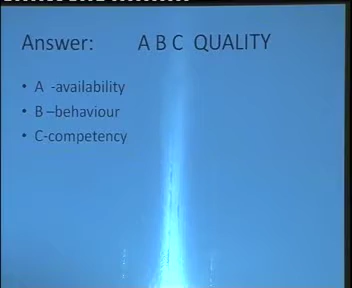 Answer: A B C QUALITY
• A -availability
• B –behaviour
• C-competency